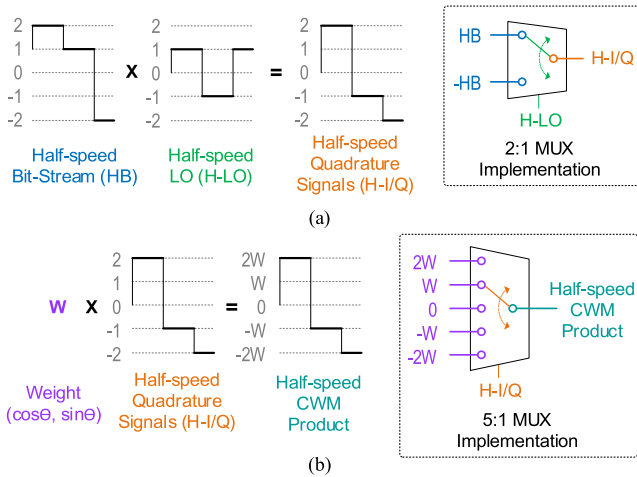 2
1
0
-1
-2
X
2
1
0
-1
-2
=
2
1
0
-1
-2
Half-speed
Bit-Stream (HB)
Half-speed
LO (H-LO)
Half-speed
Quadrature
Signals (H-I/Q)
HB
-HB
H-I/Q
H-LO
2:1 MUX
Implementation
(a)
W
X
2
1
0
-1
-2
=
2W
W
0
-W
-2W
Weight
(cosθ, sinθ)
Half-speed
Quadrature
Signals (H-I/Q)
Half-speed
CWM
Product
2W
W
0
-W
-2W
Half-speed
CWM
Product
H-I/Q
5:1 MUX
Implementation
(b)